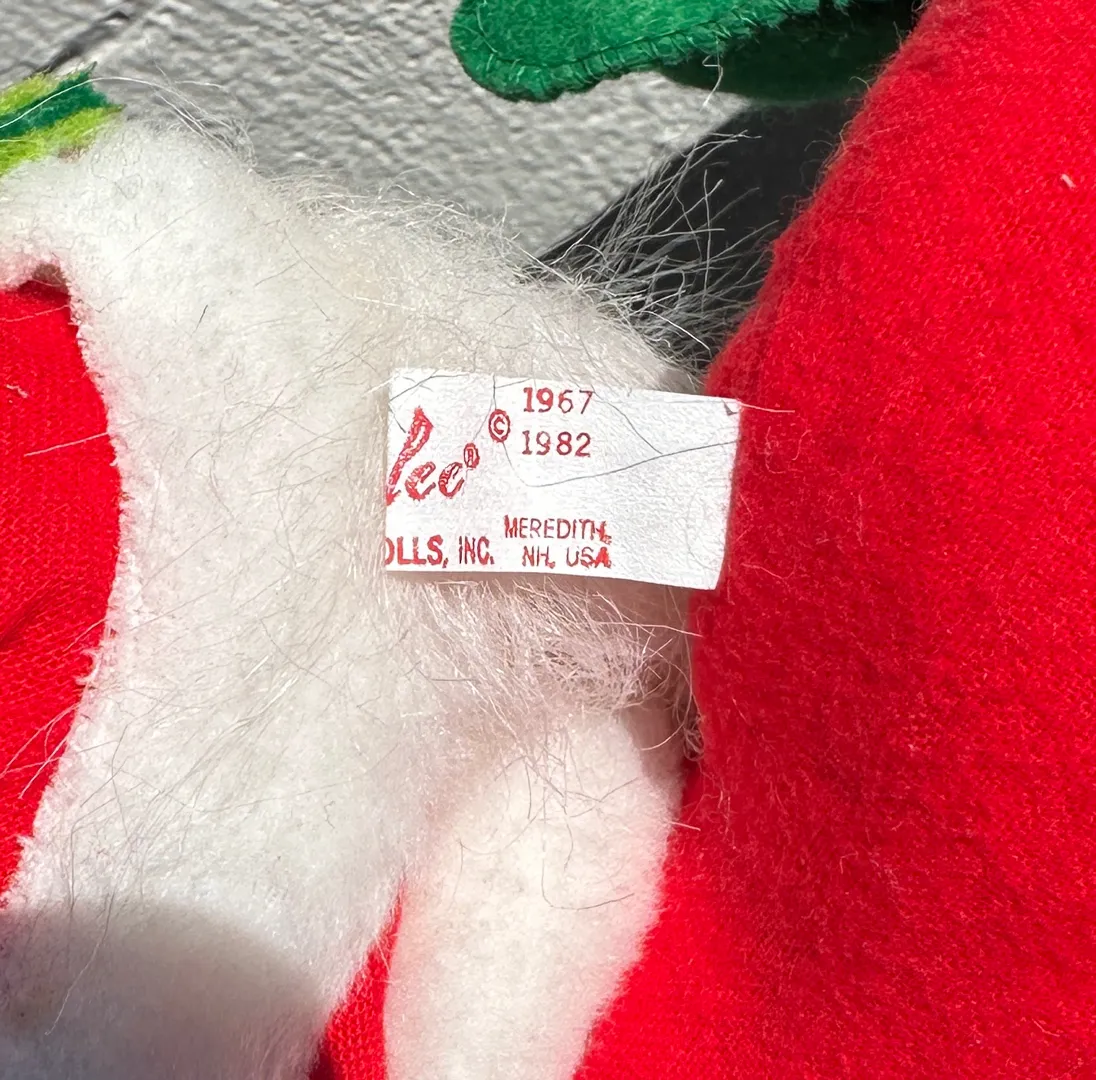 lee® © 1967
1982
OLLS, INC. MEREDITH,
NH, USA